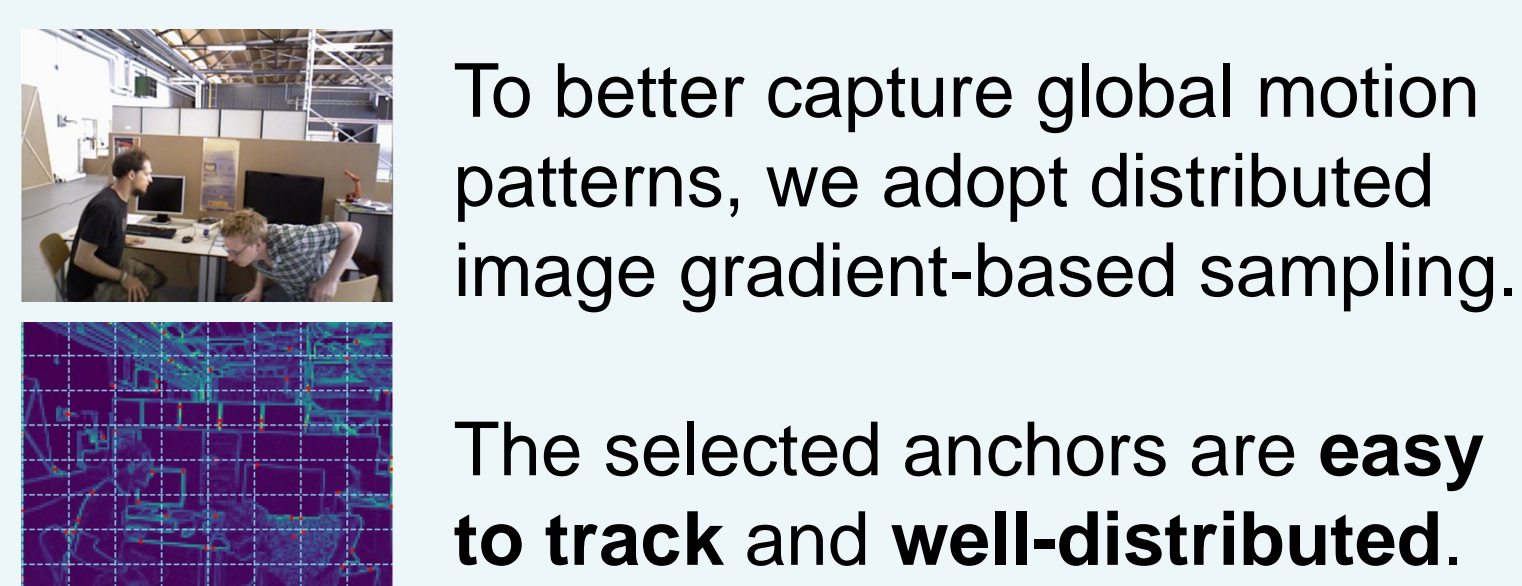 To better capture global motion
patterns, we adopt distributed
image gradient-based sampling.
The selected anchors are easy
to track and well-distributed.